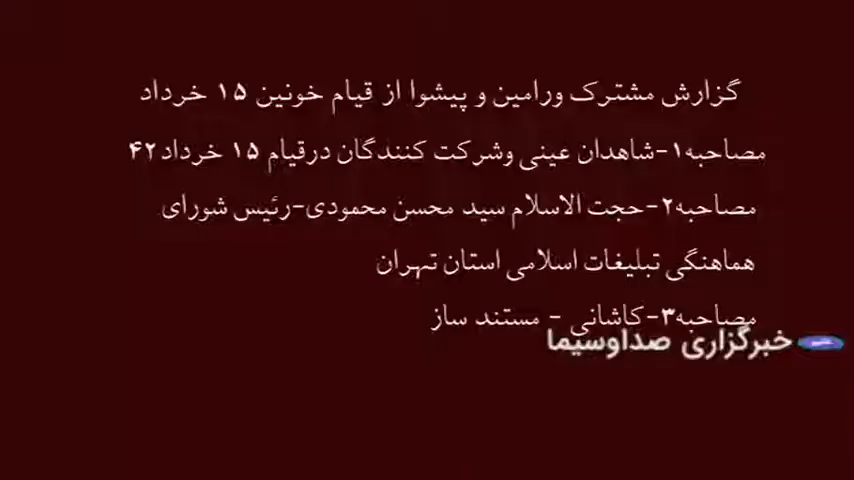 گزارش مشترک ورامین و پیشوا از قیام خونین ۱۵ خرداد
مصاحبه۱-شاهدان عینی وشرکت کنندگان درقیام ۱۵ خرداد۴۲
مصاحبه۲-حجت الاسلام سید محسن محمودی-رئیس شورای
هماهنگی تبلیغات اسلامی استان تهران
مصاحبه۳-کاشانی - مستند ساز
خبرگزاری صداوسیما